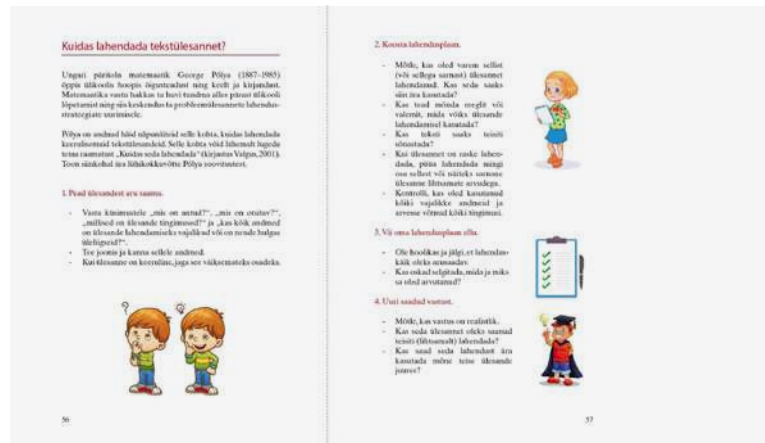 Kuidas lahendada tekstülesannet?
Ungari päritolu matemaatik George Pólya (1887–1985)
õppis ülikoolis hoopis õigusteadust ning keelt ja kirjandust.
Matemaatika vastu hakkas ta huvi tundma alles pärast ülikooli
lõpetamist ning siis keskendus ta probleemülesannete lahendus-
strateegiate uurimisele.
Pólya on andnud häid näpunäiteid selle kohta, kuidas lahendada
keerulisemaid tekstülesandeid. Selle kohta võid lähemalt lugeda
tema raamatust „Kuidas seda lahendada“ (kirjastus Valgus, 2001).
Toon siinkohal ära lühikokkuvõtte Pólya soovitustest.
1. Pead ülesandest aru saama.
- Vasta küsimustele „mis on antud?“, „mis on otsitav?“,
„millised on ülesande tingimused?“ ja „kas kõik andmed
on ülesande lahendamiseks vajalikud või on nende hulgas
üleliigseid?“.
- Tee joonis ja kanna sellele andmed.
- Kui ülesanne on keeruline, jaga see väiksemateks osadeks.
56
2. Koosta lahendusplaan.
- Mõtle, kas oled varem sellist
(või sellega sarnast) ülesannet
lahendanud. Kas seda saaks
siin ära kasutada?
- Kas tead mõnda reeglit või
valemit, mida võiks ülesande
lahendamisel kasutada?
- Kas teksti saaks teisiti
sõnastada?
- Kui ülesannet on raske lahen-
dada, püüa lahendada mingi
osa sellest või näiteks sarnane
ülesanne lihtsamate arvudega.
- Kontrolli, kas oled kasutanud
kõiki vajalikke andmeid ja
arvesse võtnud kõiki tingimusi.
3. Vii oma lahendusplaan ellu.
- Ole hoolikas ja jälgi, et lahendus-
käik oleks arusaadav.
- Kas oskad selgitada, mida ja miks
sa oled arvutanud?
4. Uuri saadud vastust.
- Mõtle, kas vastus on realistlik.
- Kas seda ülesannet oleks saanud
teisiti (lihtsamalt) lahendada?
- Kas saad seda lahendust ära
kasutada mõne teise ülesande
juures?
57